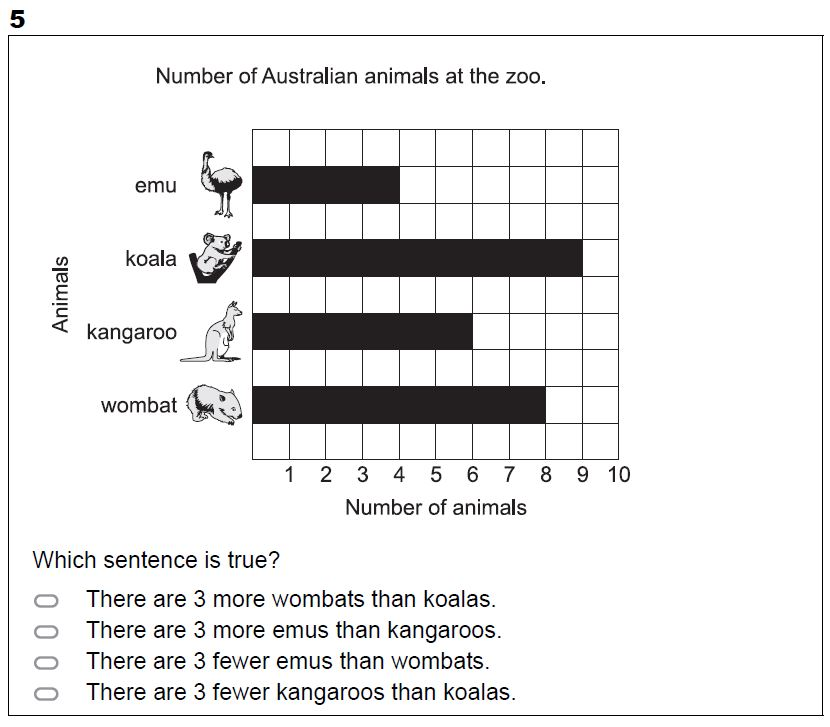 5
Number of Australian animals at the zoo.
emu
koala
Animals
kangaroo
wombat
1 2 3 4 5 6 7 8 9 10
Number of animals
Which sentence is true?
There are 3 more wombats than koalas.
There are 3 more emus than kangaroos.
There are 3 fewer emus than wombats.
There are 3 fewer kangaroos than koalas.